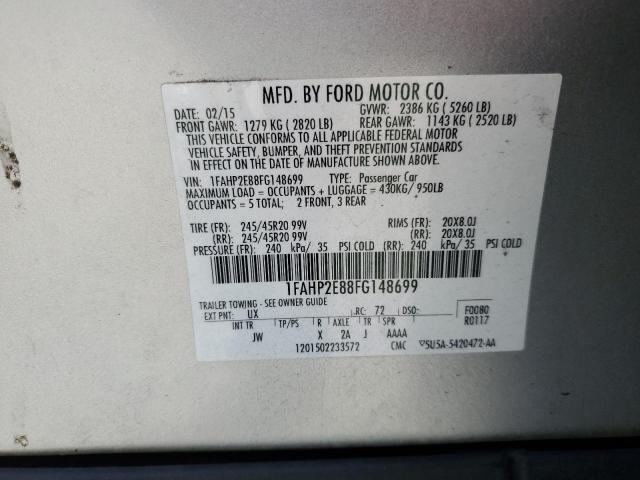 MFD. BY FORD MOTOR CO.
DATE: 02/15 GVWR: 2386 KG ( 5260 LB)
FRONT GAWR: 1279 KG ( 2820 LB) REAR GAWR: 1143 KG ( 2520 LB)
THIS VEHICLE CONFORMS TO ALL APPLICABLE FEDERAL MOTOR
VEHICLE SAFETY, BUMPER, AND THEFT PREVENTION STANDARDS
IN EFFECT ON THE DATE OF MANUFACTURE SHOWN ABOVE.
VIN: 1FAHP2E88FG148699 TYPE: Passenger Car
MAXIMUM LOAD = OCCUPANTS + LUGGAGE = 430KG/ 950LB
OCCUPANTS = 5 TOTAL; 2 FRONT, 3 REAR
TIRE (FR): 245/45R20 99V RIMS (FR): 20X8.0J
(RR): 245/45R20 99V (RR): 20X8.0J
PRESSURE (FR): 240 kPa/ 35 PSI COLD (RR): 240 kPa/ 35 PSI COLD
1FAHP2E88FG148699
TRAILER TOWING - SEE OWNER GUIDE
EXT PNT: UX RC: 72 DSO: F0080
R0117
INT TR TP/PS R AXLE TR SPR
JW X 2A J AAAA
1201502233572 CMC 5U5A-5420472-AA